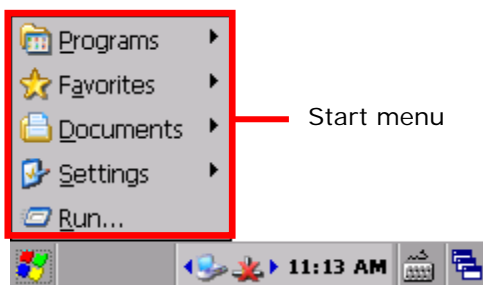 Programs
Favorites
Documents
Settings
Run...
Start menu
11:13 AM